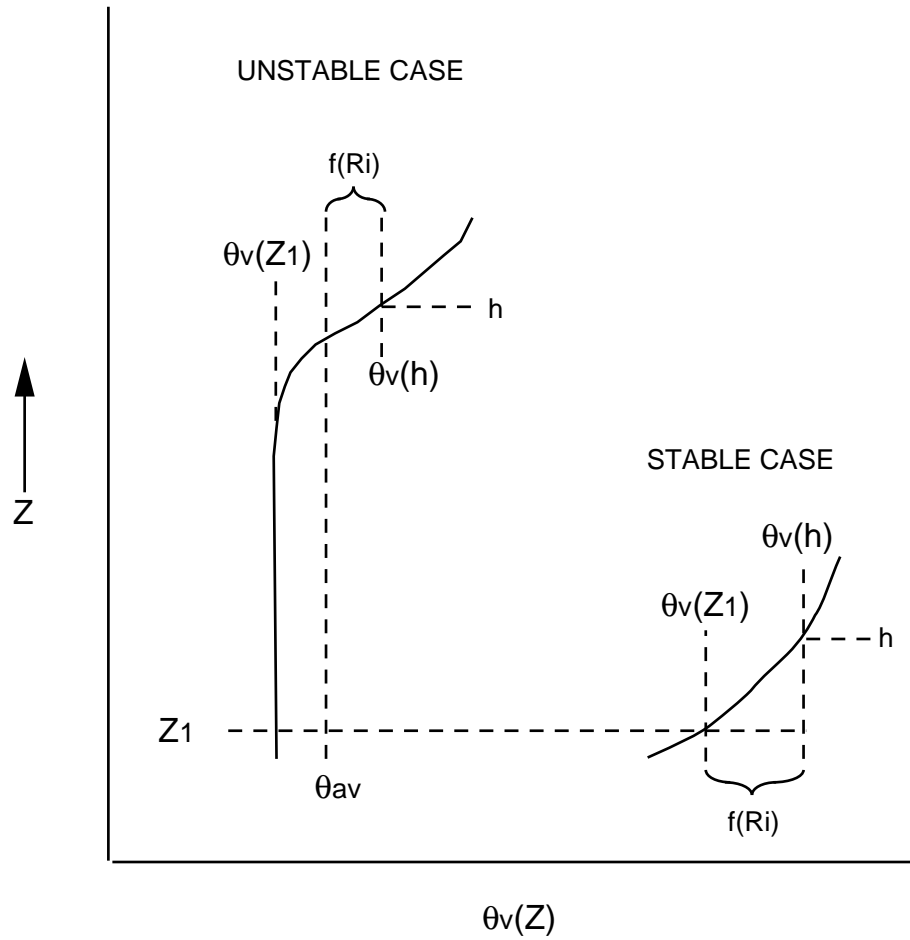 UNSTABLE CASE
f(Ri)
θv(Z1)
h
θv(h)
STABLE CASE
Z
θv(h)
θv(Z1)
h
Z1
θav
f(Ri)
θv(Z)